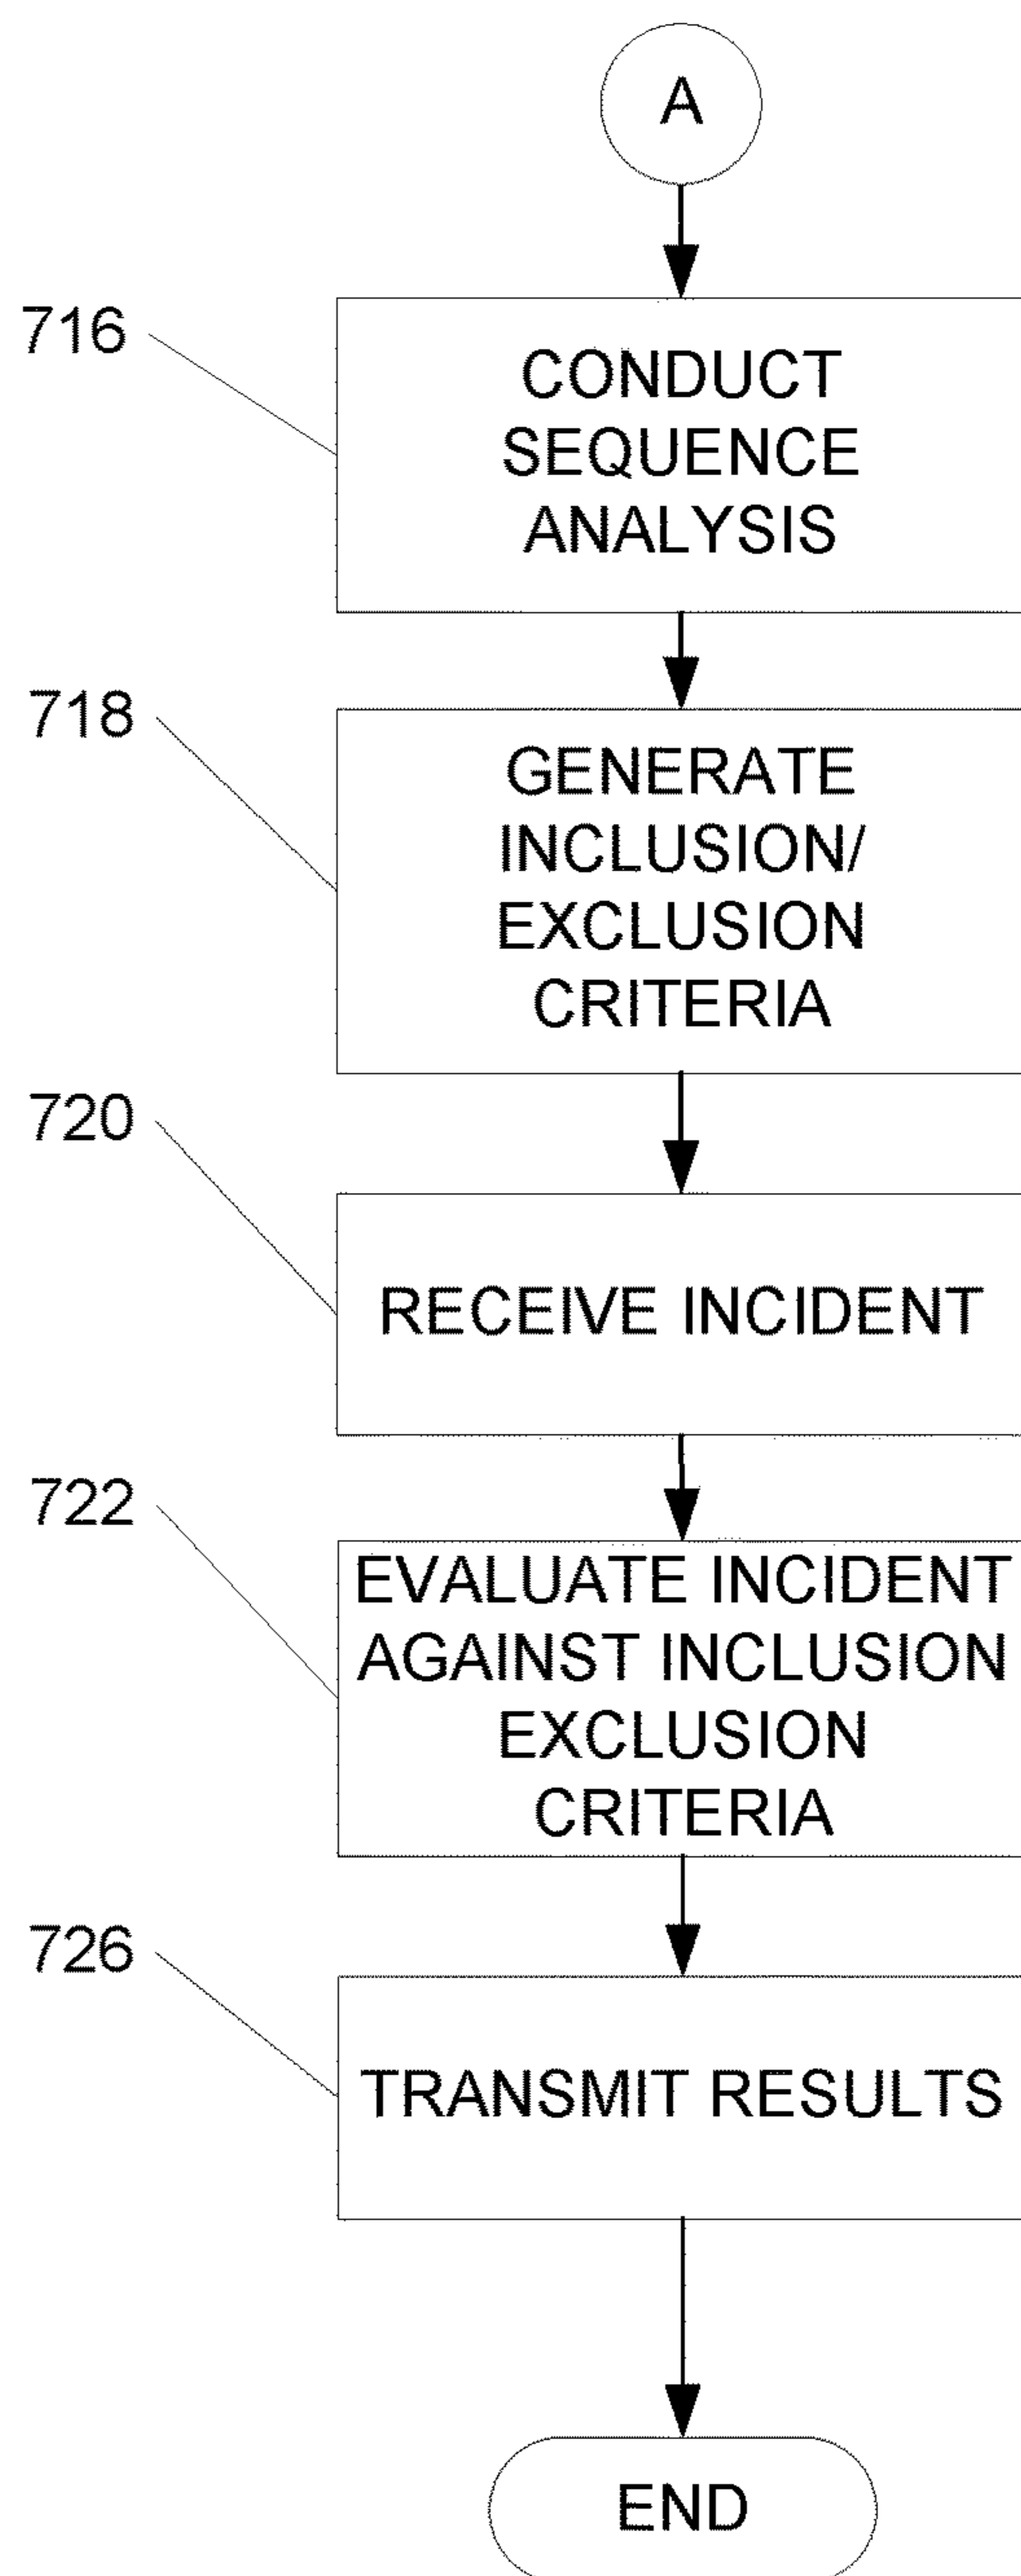 A
716
CONDUCT
SEQUENCE
ANALYSIS
718
GENERATE
INCLUSION/
EXCLUSION
CRITERIA
720
RECEIVE INCIDENT
722
EVALUATE INCIDENT
AGAINST INCLUSION
EXCLUSION
CRITERIA
726
TRANSMIT RESULTS
END